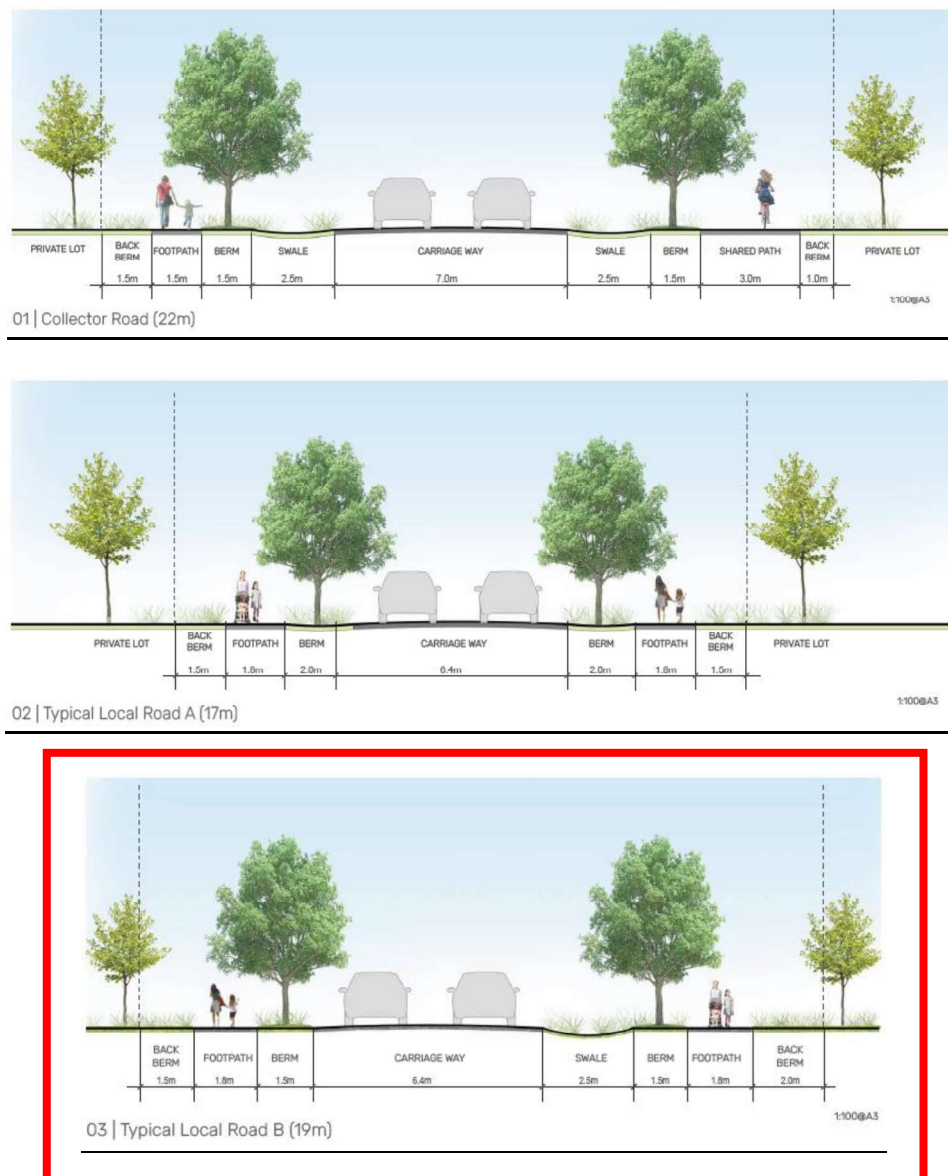 PRIVATE LOT BACK BERM FOOTPATH BERM SWALE CARRIAGE WAY SWALE BERM SHARED PATH BACK BERM PRIVATE LOT
1.5m 1.5m 1.5m 2.5m 7.0m 2.5m 1.5m 3.0m 1.0m
1:100@A3
01 | Collector Road (22m)
PRIVATE LOT BACK BERM FOOTPATH BERM CARRIAGE WAY BERM FOOTPATH BACK BERM PRIVATE LOT
1.5m 1.8m 2.0m 6.4m 2.0m 1.8m 1.5m
1:100@A3
02 | Typical Local Road A (17m)
BACK BERM FOOTPATH BERM CARRIAGE WAY SWALE BERM FOOTPATH BACK BERM
1.5m 1.8m 1.5m 6.4m 2.5m 1.5m 1.8m 2.0m
1:100@A3
03 | Typical Local Road B (19m)